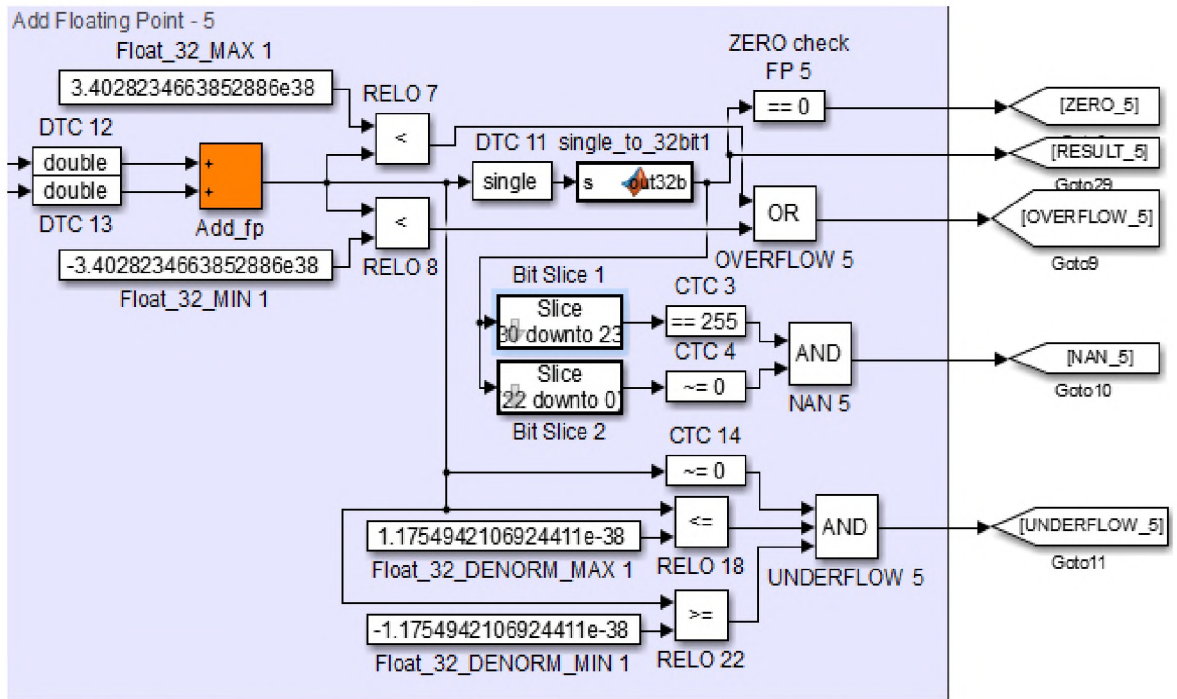 Add Floating Point - 5
Float_32_MAX 1
3.4028234663852886e38
DTC 12
double
double
DTC 13
+
+
Add_fp
-3.4028234663852886e38
Float_32_MIN 1
RELO 7
<
<
RELO 8
DTC 11
single
single_to_32bit1
s
out32b
ZERO check
FP 5
== 0
[ZERO_5]
[RESULT_5]
Goto29
OR
OVERFLOW 5
[OVERFLOW_5]
Goto9
Bit Slice 1
Slice
30 downto 23
CTC 3
== 255
CTC 4
~= 0
Slice
22 downto 0
Bit Slice 2
AND
NAN 5
[NAN_5]
Goto10
CTC 14
~= 0
1.1754942106924411e-38
Float_32_DENORM_MAX 1
<=
RELO 18
AND
UNDERFLOW 5
[UNDERFLOW_5]
Goto11
-1.1754942106924411e-38
Float_32_DENORM_MIN 1
>=
RELO 22